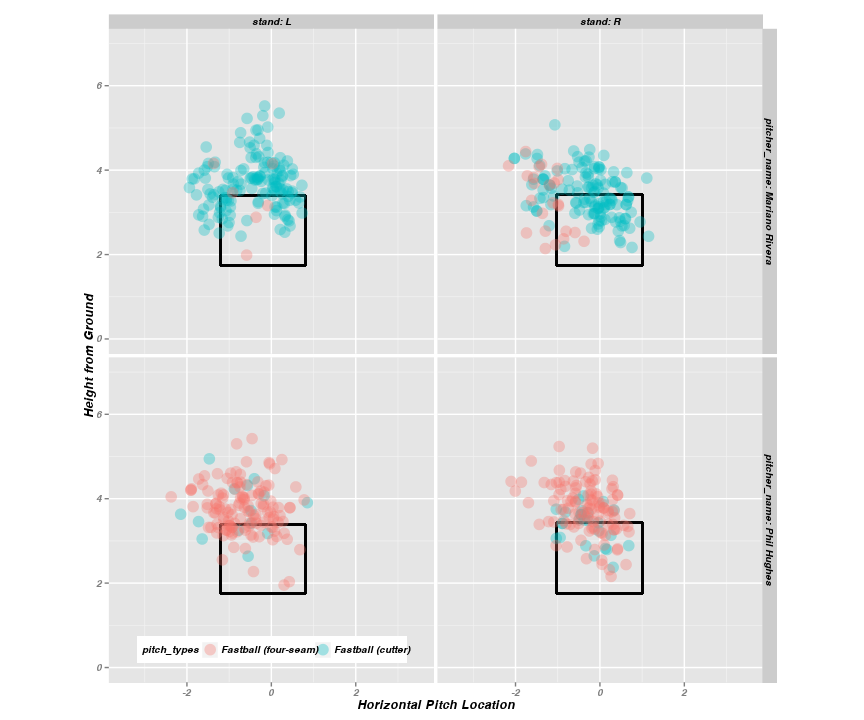 stand: L
stand: R
6
4
2
0
pitcher_name: Mariano Rivera
Height from Ground
6
4
2
0
pitcher_name: Phil Hughes
pitch_types Fastball (four-seam) Fastball (cutter)
-2 0 2 -2 0 2
Horizontal Pitch Location